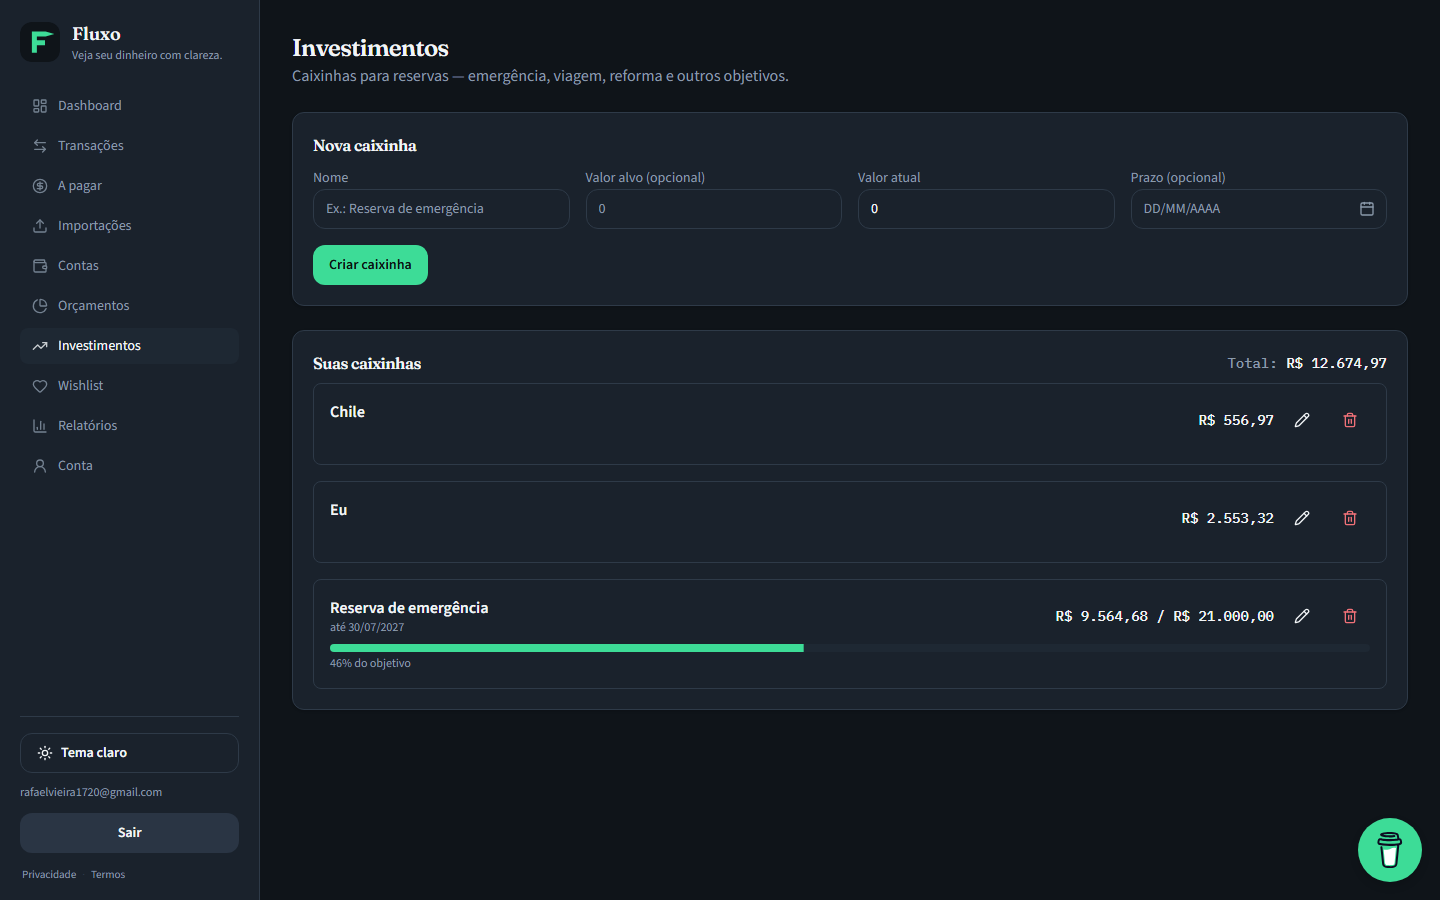 Fluxo
Veja seu dinheiro com clareza.
Dashboard
Transações
A pagar
Importações
Contas
Orçamentos
Investimentos
Wishlist
Relatórios
Conta
Tema claro
rafaelvieira1720@gmail.com
Sair
Privacidade · Termos
Investimentos
Caixinhas para reservas — emergência, viagem, reforma e outros objetivos.
Nova caixinha
Nome
Ex.: Reserva de emergência
Valor alvo (opcional)
0
Valor atual
0
Prazo (opcional)
DD/MM/AAAA
Criar caixinha
Suas caixinhas
Total: R$ 12.674,97
Chile
R$ 556,97
Eu
R$ 2.553,32
Reserva de emergência
até 30/07/2027
R$ 9.564,68 / R$ 21.000,00
46% do objetivo